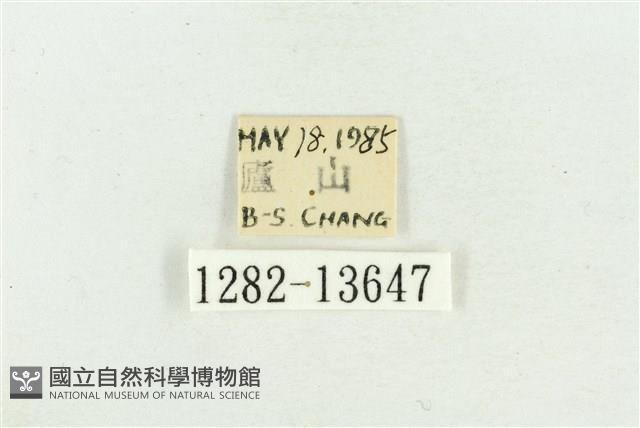 MAY 18, 1985
廬山
B-S. CHANG
1282-13647
國立自然科學博物館
NATIONAL MUSEUM OF NATURAL SCIENCE